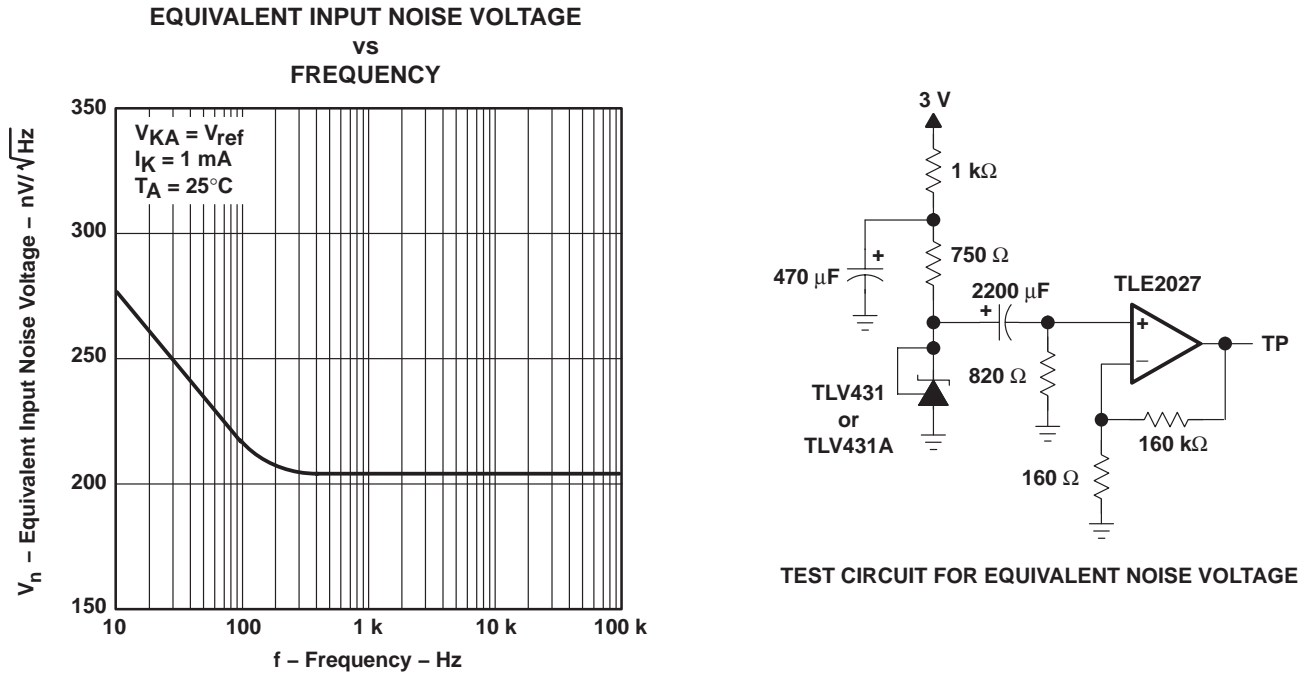 EQUIVALENT INPUT NOISE VOLTAGE
vs
FREQUENCY
350
300
250
200
150
V_n – Equivalent Input Noise Voltage – nV/√Hz
V_KA = V_ref
I_K = 1 mA
T_A = 25°C
10
100
1 k
10 k
100 k
f – Frequency – Hz
3 V
1 kΩ
750 Ω
+
470 μF
2200 μF
+
TLE2027
+
–
TP
820 Ω
TLV431
or
TLV431A
160 kΩ
160 Ω
TEST CIRCUIT FOR EQUIVALENT NOISE VOLTAGE